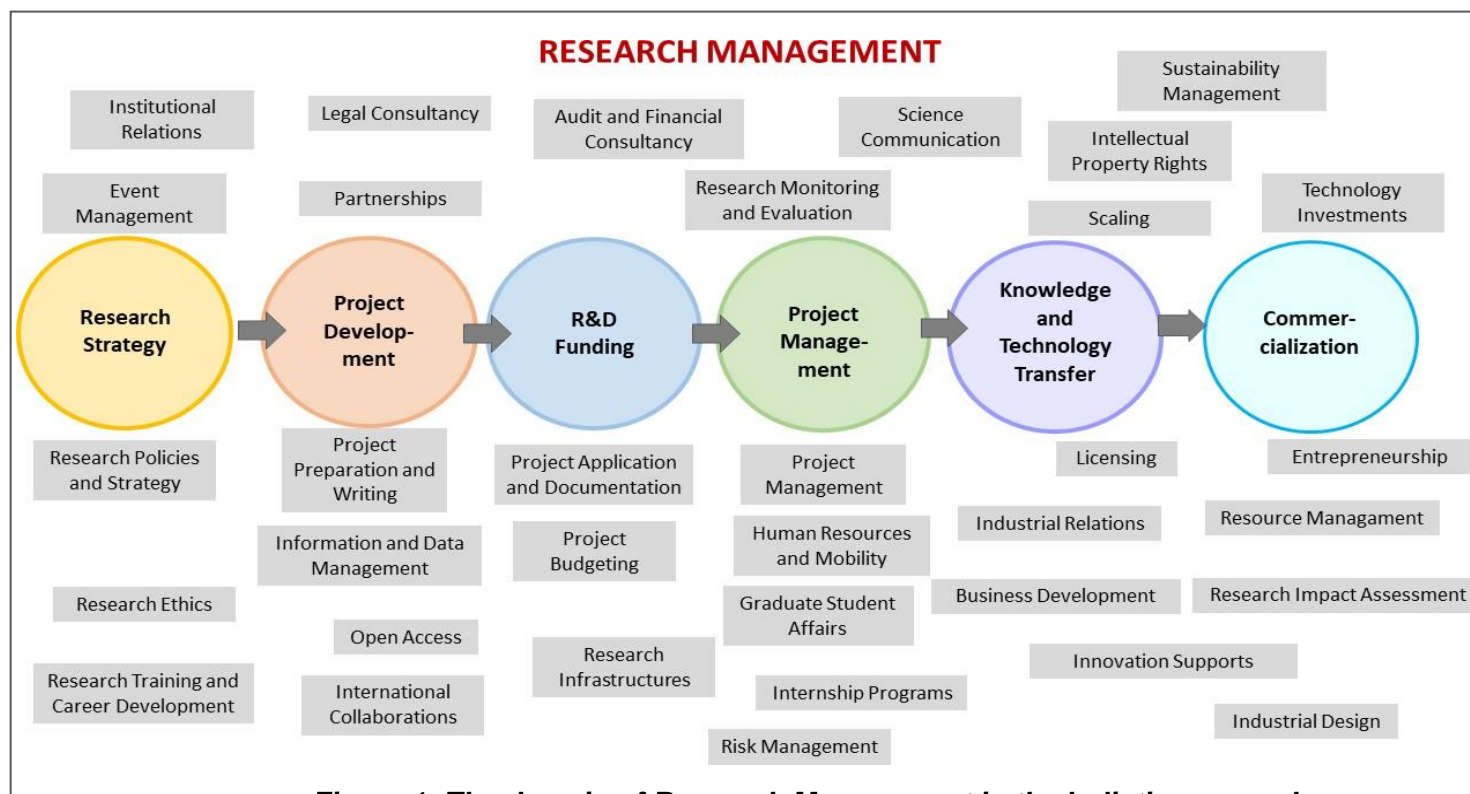 RESEARCH MANAGEMENT
Sustainability
Management
Institutional
Relations
Legal Consultancy
Audit and Financial
Consultancy
Science
Communication
Intellectual
Property Rights
Event
Management
Partnerships
Research Monitoring
and Evaluation
Scaling
Technology
Investments
Research
Strategy
Project
Develop-
ment
R&D
Funding
Project
Manage-
ment
Knowledge
and
Technology
Transfer
Commer-
cialization
Research Policies
and Strategy
Project
Preparation and
Writing
Project Application
and Documentation
Project
Management
Licensing
Entrepreneurship
Information and Data
Management
Project
Budgeting
Human Resources
and Mobility
Industrial Relations
Resource Managament
Research Ethics
Open Access
Graduate Student
Affairs
Business Development
Research Impact Assessment
Research Training and
Career Development
International
Collaborations
Research
Infrastructures
Internship Programs
Innovation Supports
Risk Management
Industrial Design